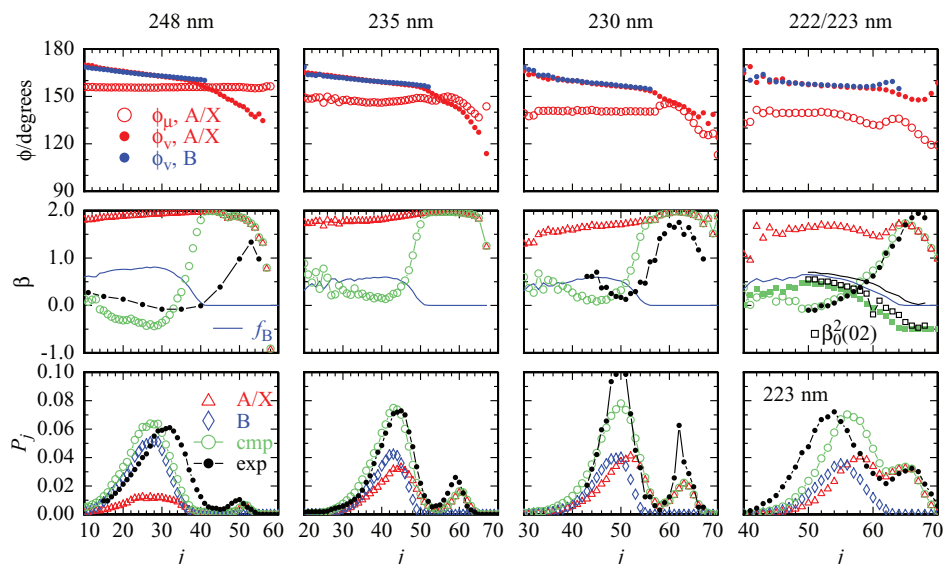 248 nm 235 nm 230 nm 222/223 nm
ϕ/degrees
180
150
120
90
ϕμ, A/X
ϕν, A/X
ϕν, B
β
2.0
1.0
0.0
-1.0
fB
β²₀(02)
Pj
0.10
0.08
0.06
0.04
0.02
0.00
A/X
B
cmp
exp
223 nm
10 20 30 40 50 60
20 30 40 50 60 70
30 40 50 60 70
40 50 60 70
j j j j